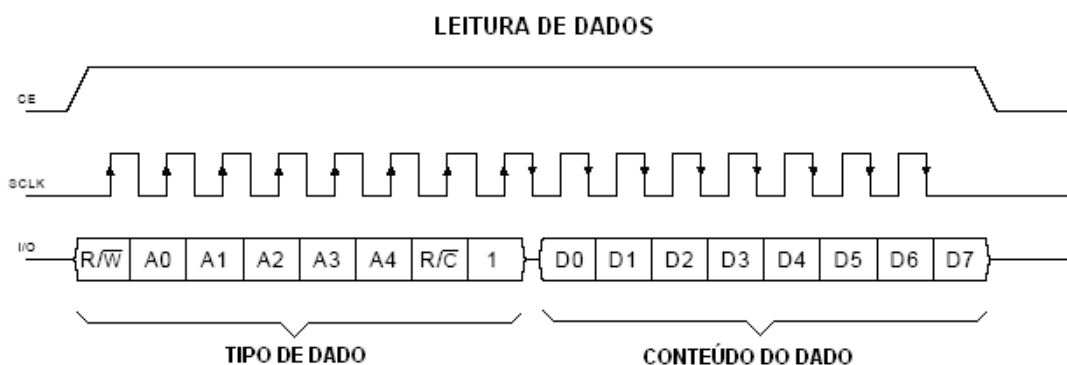 LEITURA DE DADOS
CE
SCLK
I/O
R/W̅ A0 A1 A2 A3 A4 R/C̅ 1 D0 D1 D2 D3 D4 D5 D6 D7
TIPO DE DADO
CONTEÚDO DO DADO